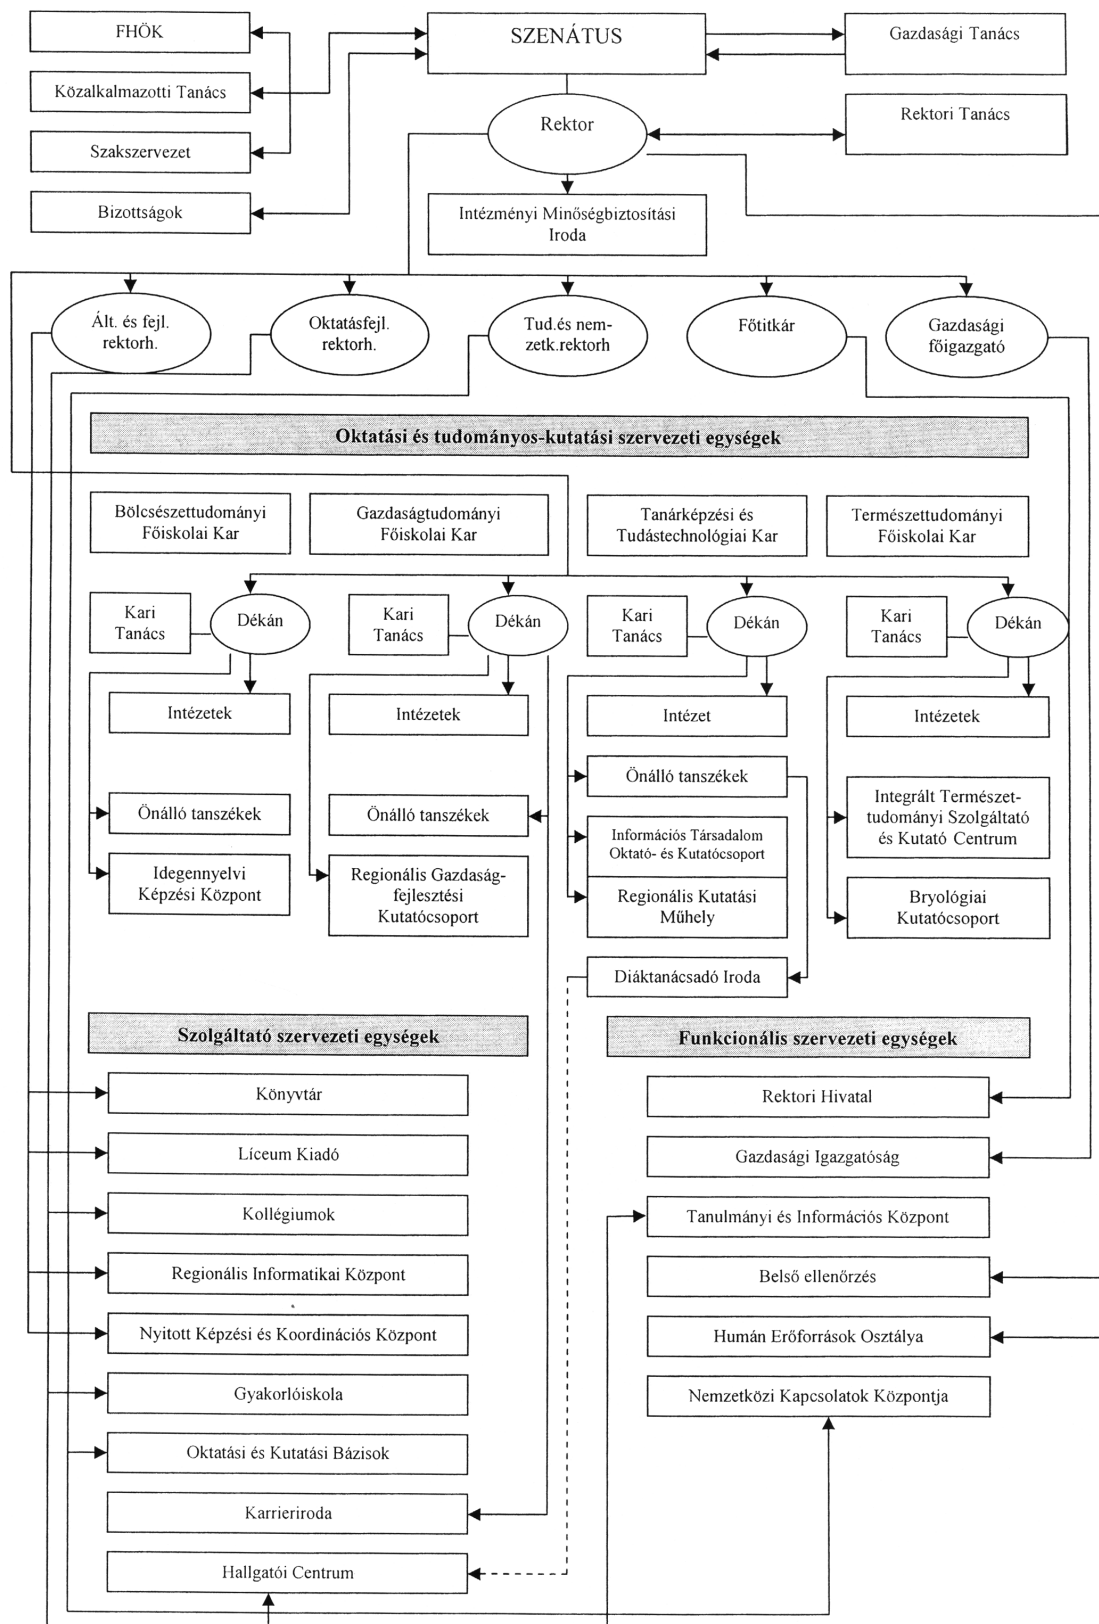 FHÖK
SZENÁTUS
Gazdasági Tanács
Közalkalmazotti Tanács
Rektor
Rektori Tanács
Szakszervezet
Bizottságok
Intézményi Minőségbiztosítási
Iroda
Ált. és fejl.
rektorh.
Oktatásfejl.
rektorh.
Tud.és nem-
zetk.rektorh
Főtitkár
Gazdasági
főigazgató
Oktatási és tudományos-kutatási szervezeti egységek
Bölcsészettudományi
Főiskolai Kar
Gazdaságtudományi
Főiskolai Kar
Tanárképzési és
Tudástechnológiai Kar
Természettudományi
Főiskolai Kar
Kari
Tanács
Dékán
Kari
Tanács
Dékán
Kari
Tanács
Dékán
Kari
Tanács
Dékán
Intézetek
Intézetek
Intézet
Intézetek
Önálló tanszékek
Önálló tanszékek
Önálló tanszékek
Integrált Természet-
tudományi Szolgáltató
és Kutató Centrum
Információs Társadalom
Oktató- és Kutatócsoport
Idegennyelvi
Képzési Központ
Regionális Gazdaság-
fejlesztési
Kutatócsoport
Regionális Kutatási
Műhely
Bryológiai
Kutatócsoport
Diáktanácsadó Iroda
Szolgáltató szervezeti egységek
Könyvtár
Líceum Kiadó
Kollégiumok
Regionális Informatikai Központ
Nyitott Képzési és Koordinációs Központ
Gyakorlóiskola
Oktatási és Kutatási Bázisok
Karrieriroda
Hallgatói Centrum
Funkcionális szervezeti egységek
Rektori Hivatal
Gazdasági Igazgatóság
Tanulmányi és Információs Központ
Belső ellenőrzés
Humán Erőforrások Osztálya
Nemzetközi Kapcsolatok Központja